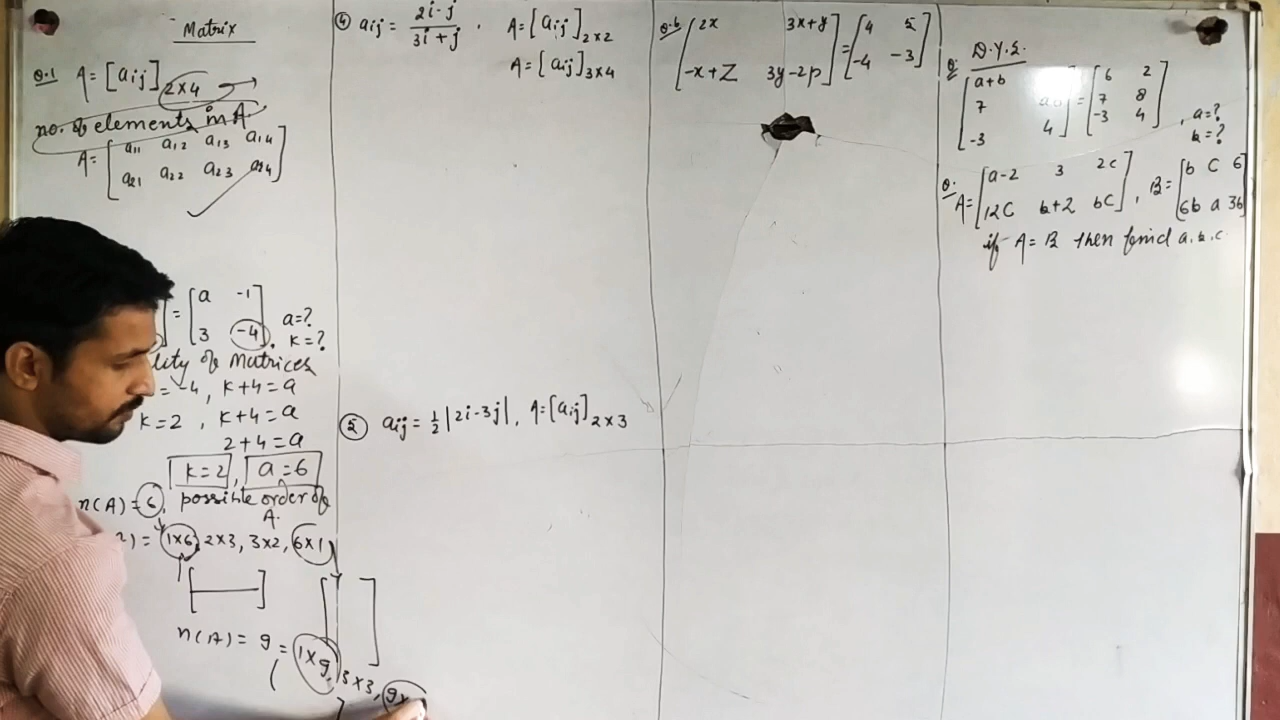 Matrix
Q.1 A = [aij] 2×4
no. of elements in A
A = [a11 a12 a13 a14
a21 a22 a23 a24]
] = [a -1
3 -4] . a=?
k=?
lity of matrices
= -4, k+4 = a
k = 2, k+4 = a
2+4 = a
k = 2, a = 6
n(A) = 6, possible order of
A.
) = 1×6, 2×3, 3×2, 6×1
n(A) = 9 = 1×9, 3×3, 9×
④ aij = 2i-j / 3i+j . A = [aij] 2×2
A = [aij] 3×4
⑤ aij = 1/2 |2i-3j|, A = [aij] 2×3
Q.6 [2x 3x+y
-x+z 3y-2p] = [4 5
-4 -3]
D.Y.S.
Q. [a+b
7 ab
-3 4] = [6 2
7 8
-3 4], a=?
b=?
Q. A = [a-2 3 2c
12c b+2 bc], B = [b c 6
6b a 3b]
if A = B then find a, b, c